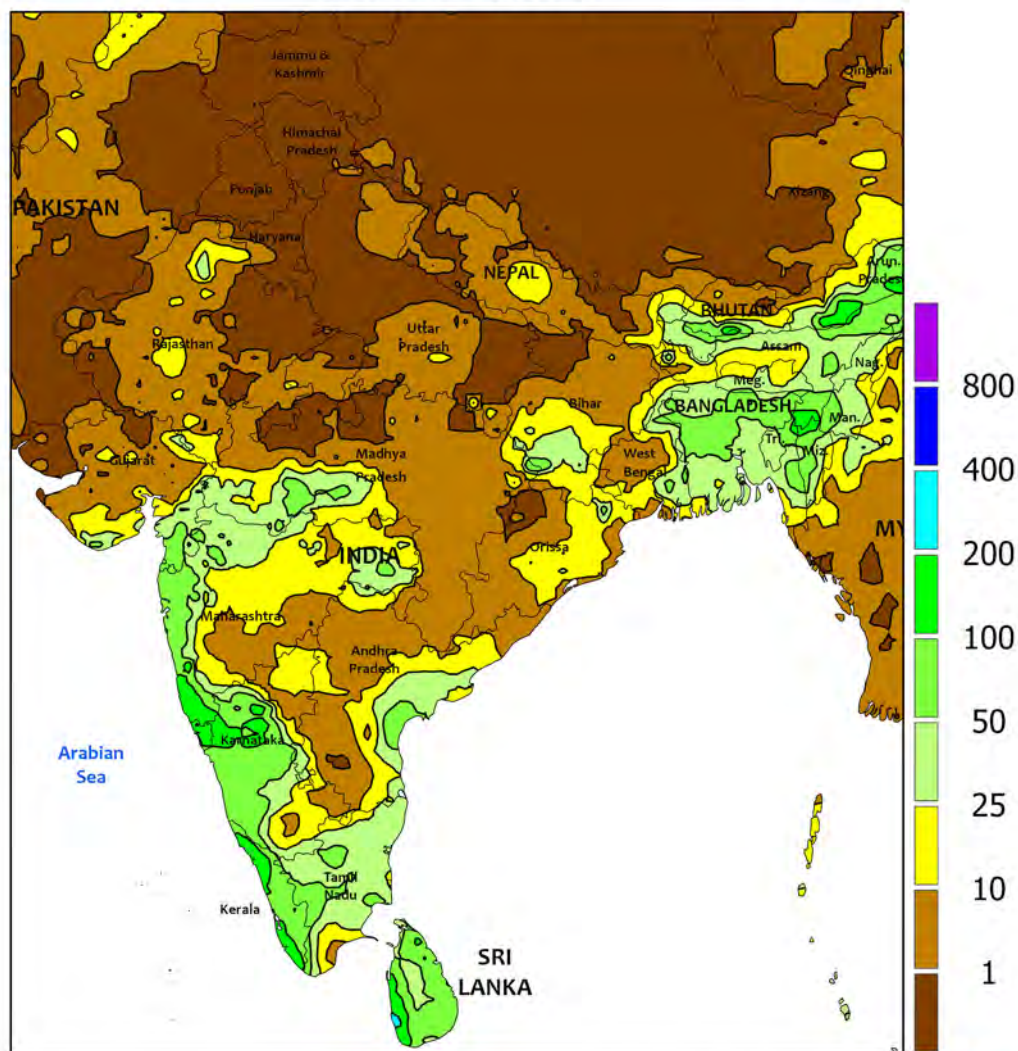 Jammu &
Kashmir
Qinghai
Himachal
Pradesh
Punjab
Xizang
PAKISTAN
Haryana
NEPAL
Arun.
Prades
BHUTAN
Uttar
Pradesh
Rajasthan
Assam
Nag.
Meg.
800
Bihar
BANGLADESH
Man.
Tri.
Miz.
Madhya
Pradesh
West
Bengal
Gujarat
400
INDIA
Orissa
MY
200
Maharashtra
100
Andhra
Pradesh
Karnataka
50
Arabian
Sea
25
Tamil
Nadu
10
Kerala
SRI
LANKA
1